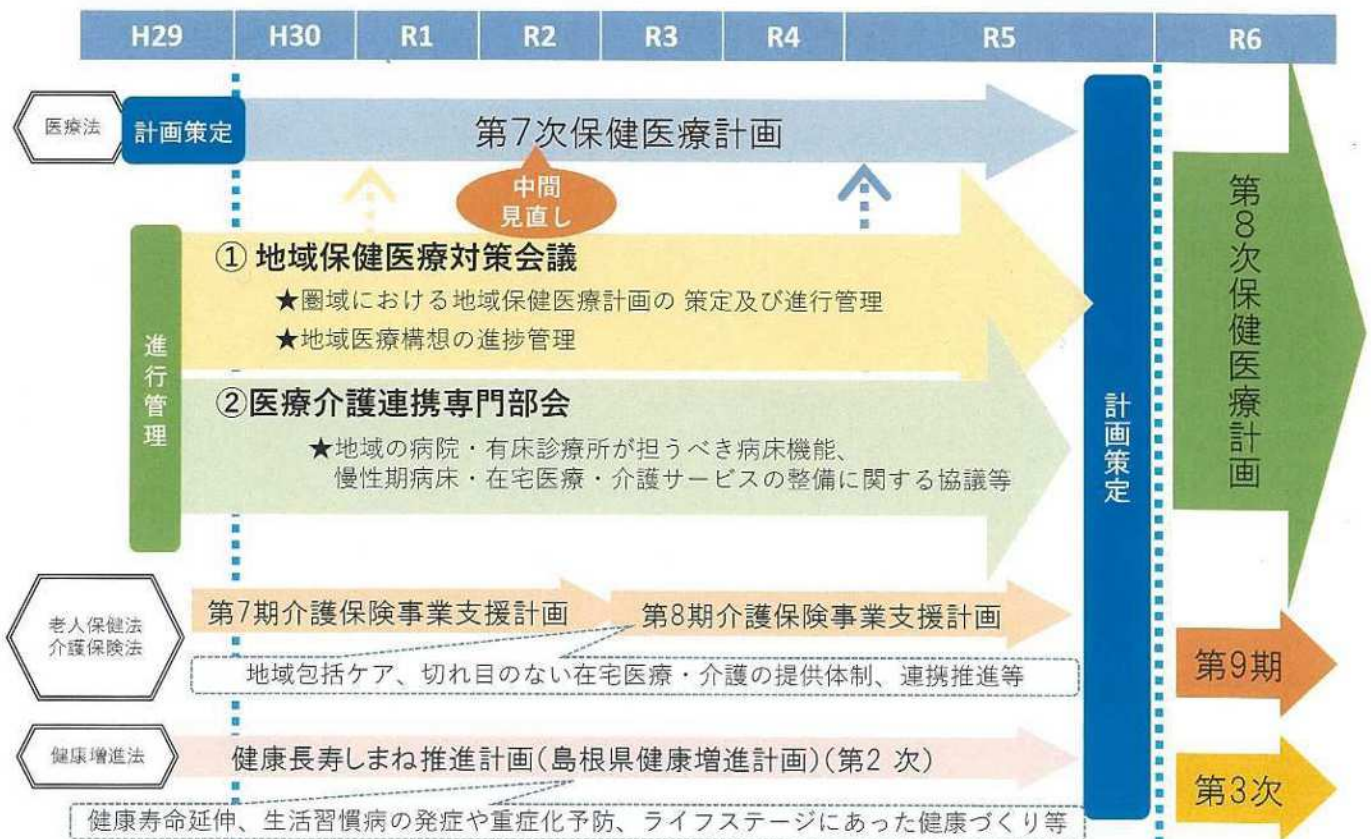 H29 H30 R1 R2 R3 R4 R5 R6
医療法
計画策定
第7次保健医療計画
中間
見直し
進行管理
① 地域保健医療対策会議
★圏域における地域保健医療計画の 策定及び進行管理
★地域医療構想の進捗管理
②医療介護連携専門部会
★地域の病院・有床診療所が担うべき病床機能、
慢性期病床・在宅医療・介護サービスの整備に関する協議等
計画策定
第8次保健医療計画
老人保健法
介護保険法
第7期介護保険事業支援計画
第8期介護保険事業支援計画
地域包括ケア、切れ目のない在宅医療・介護の提供体制、連携推進等
第9期
健康増進法
健康長寿しまね推進計画(島根県健康増進計画)(第2 次)
健康寿命延伸、生活習慣病の発症や重症化予防、ライフステージにあった健康づくり等
第3次